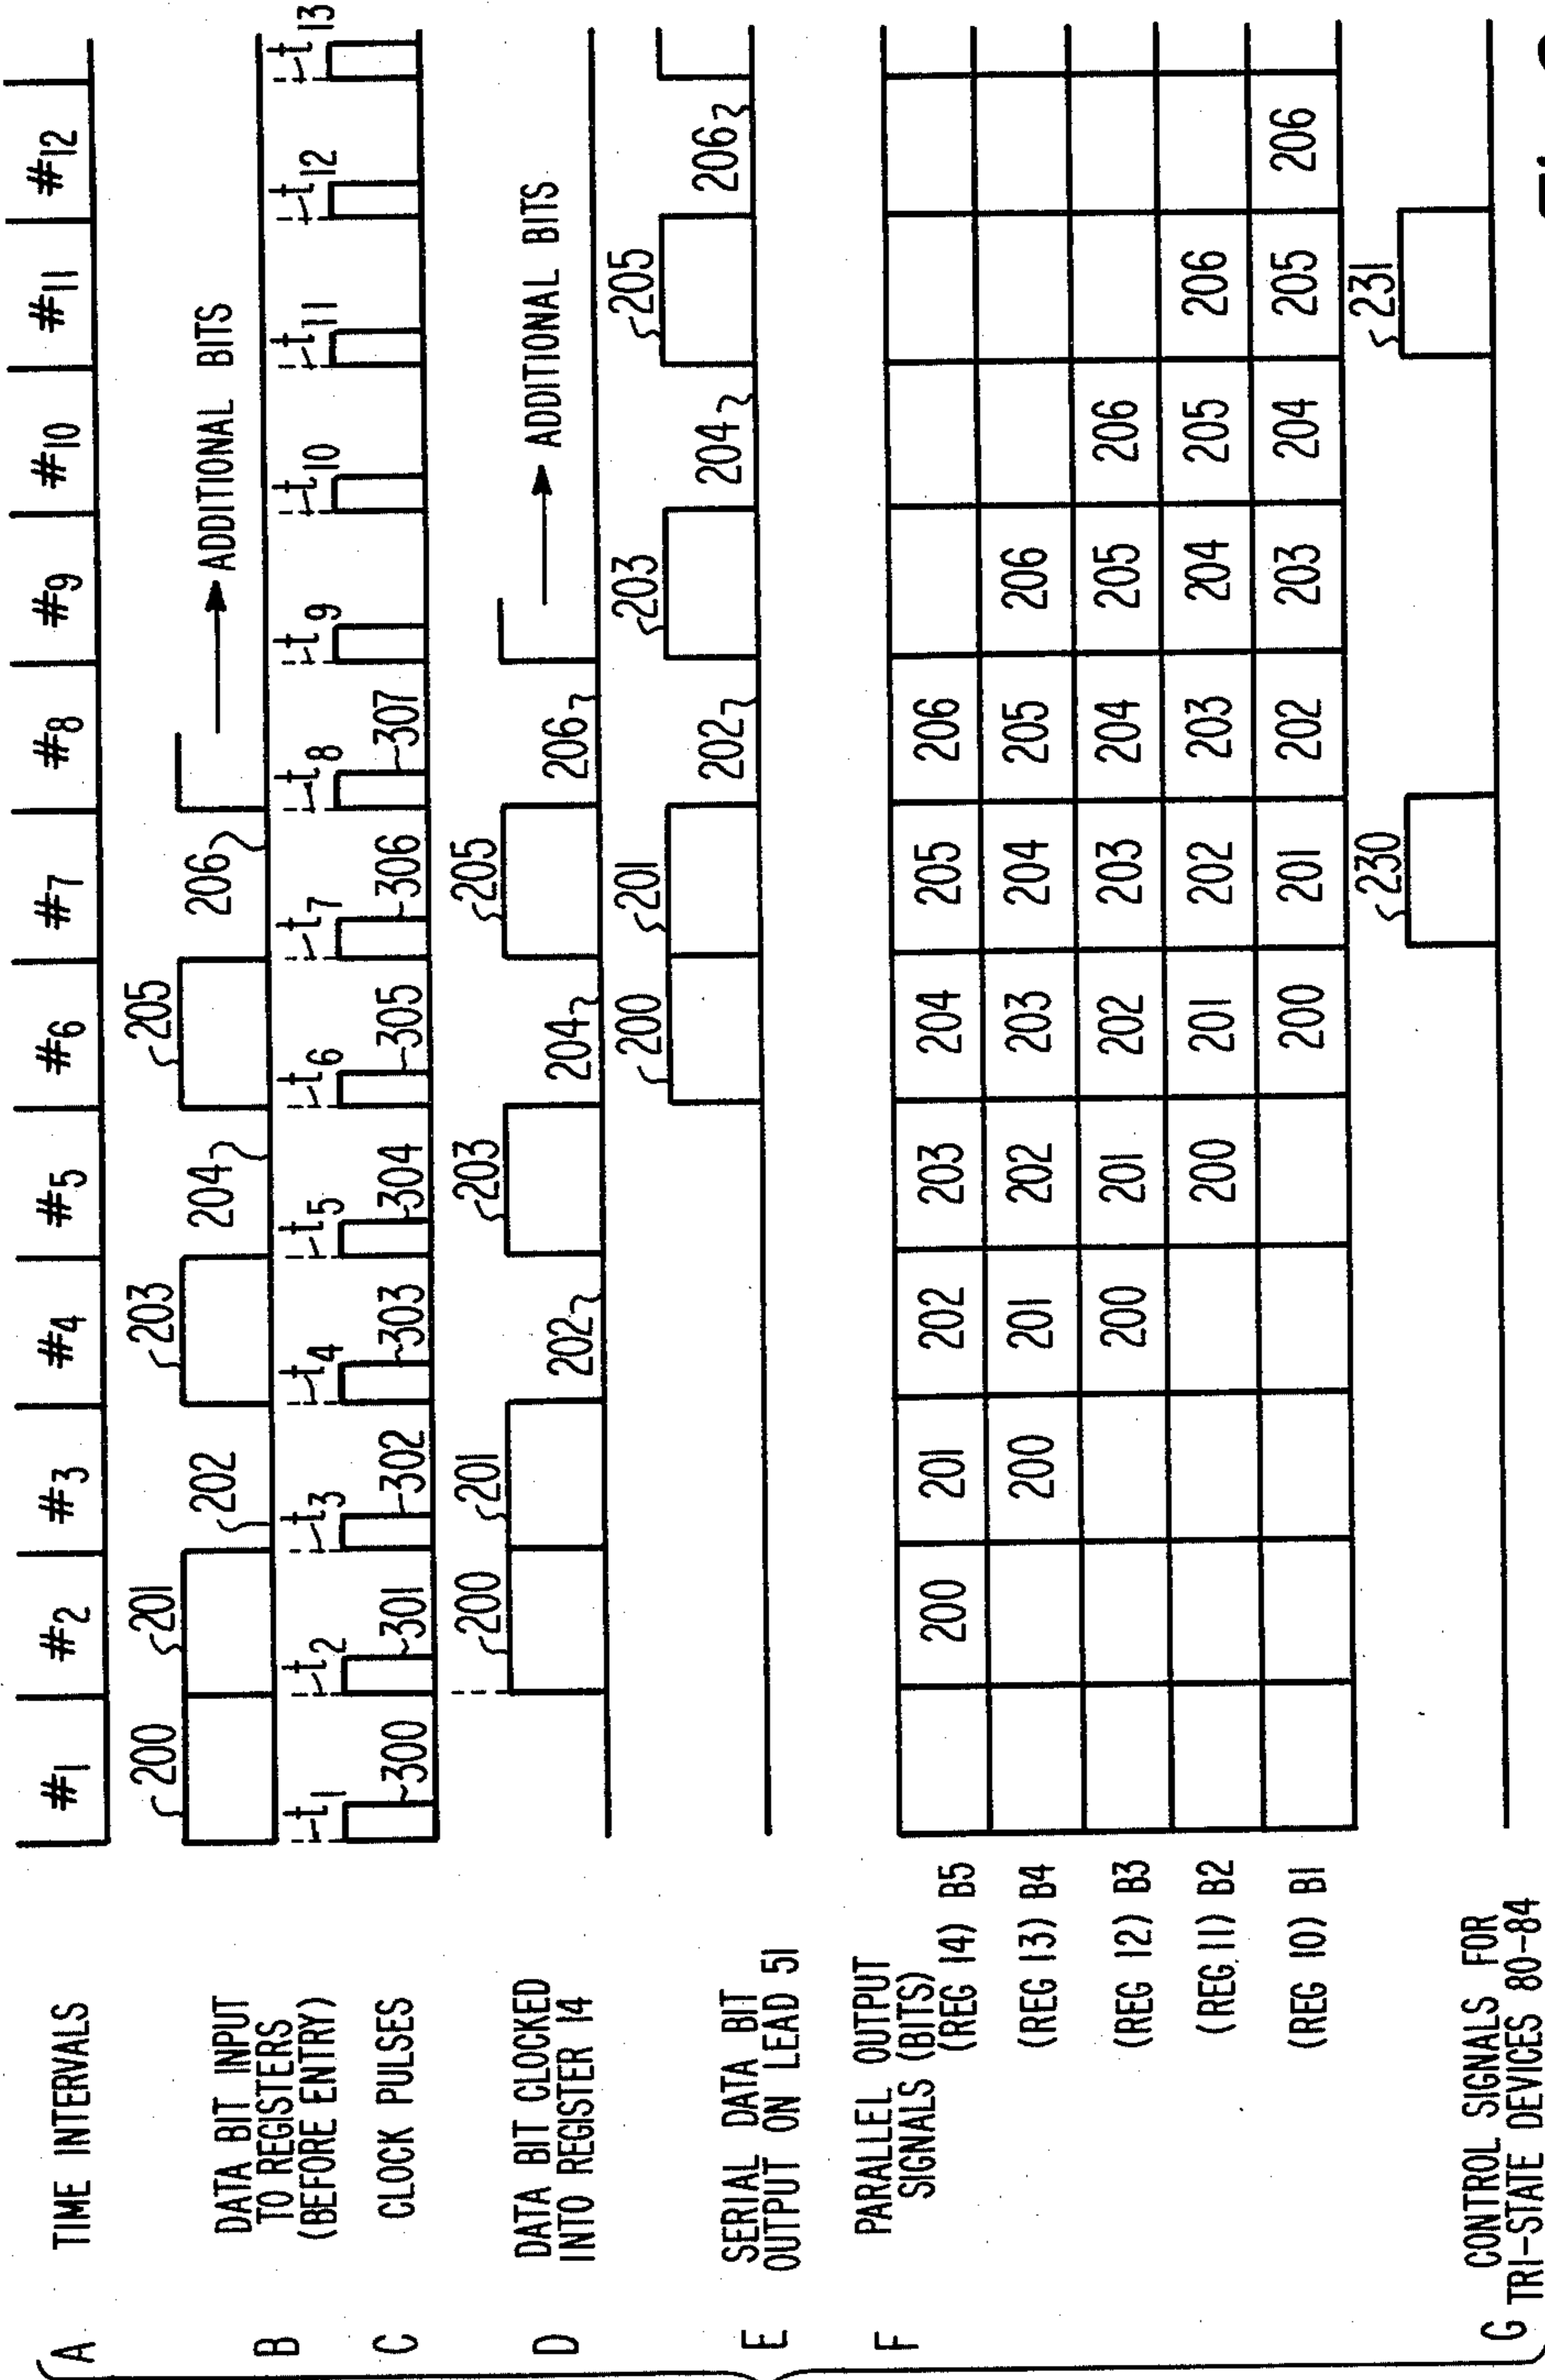 A TIME INTERVALS #1 #2 #3 #4 #5 #6 #7 #8 #9 #10 #11 #12
B DATA BIT INPUT
TO REGISTERS
(BEFORE ENTRY)
200 201 202 203 204 205 206 ADDITIONAL BITS
C CLOCK PULSES
t1 t2 t3 t4 t5 t6 t7 t8 t9 t10 t11 t12 t13
300 301 302 303 304 305 306 307
D DATA BIT CLOCKED
INTO REGISTER 14
200 201 202 203 204 205 206 ADDITIONAL BITS
E SERIAL DATA BIT
OUTPUT ON LEAD 51
200 201 202 203 204 205 206
F PARALLEL OUTPUT
SIGNALS (BITS)
(REG 14) B5 200 201 202 203 204 205 206
(REG 13) B4 200 201 202 203 204 205 206
(REG 12) B3 200 201 202 203 204 205 206
(REG 11) B2 200 201 202 203 204 205 206
(REG 10) B1 200 201 202 203 204 205 206
G CONTROL SIGNALS FOR
TRI-STATE DEVICES 80-84
230 231